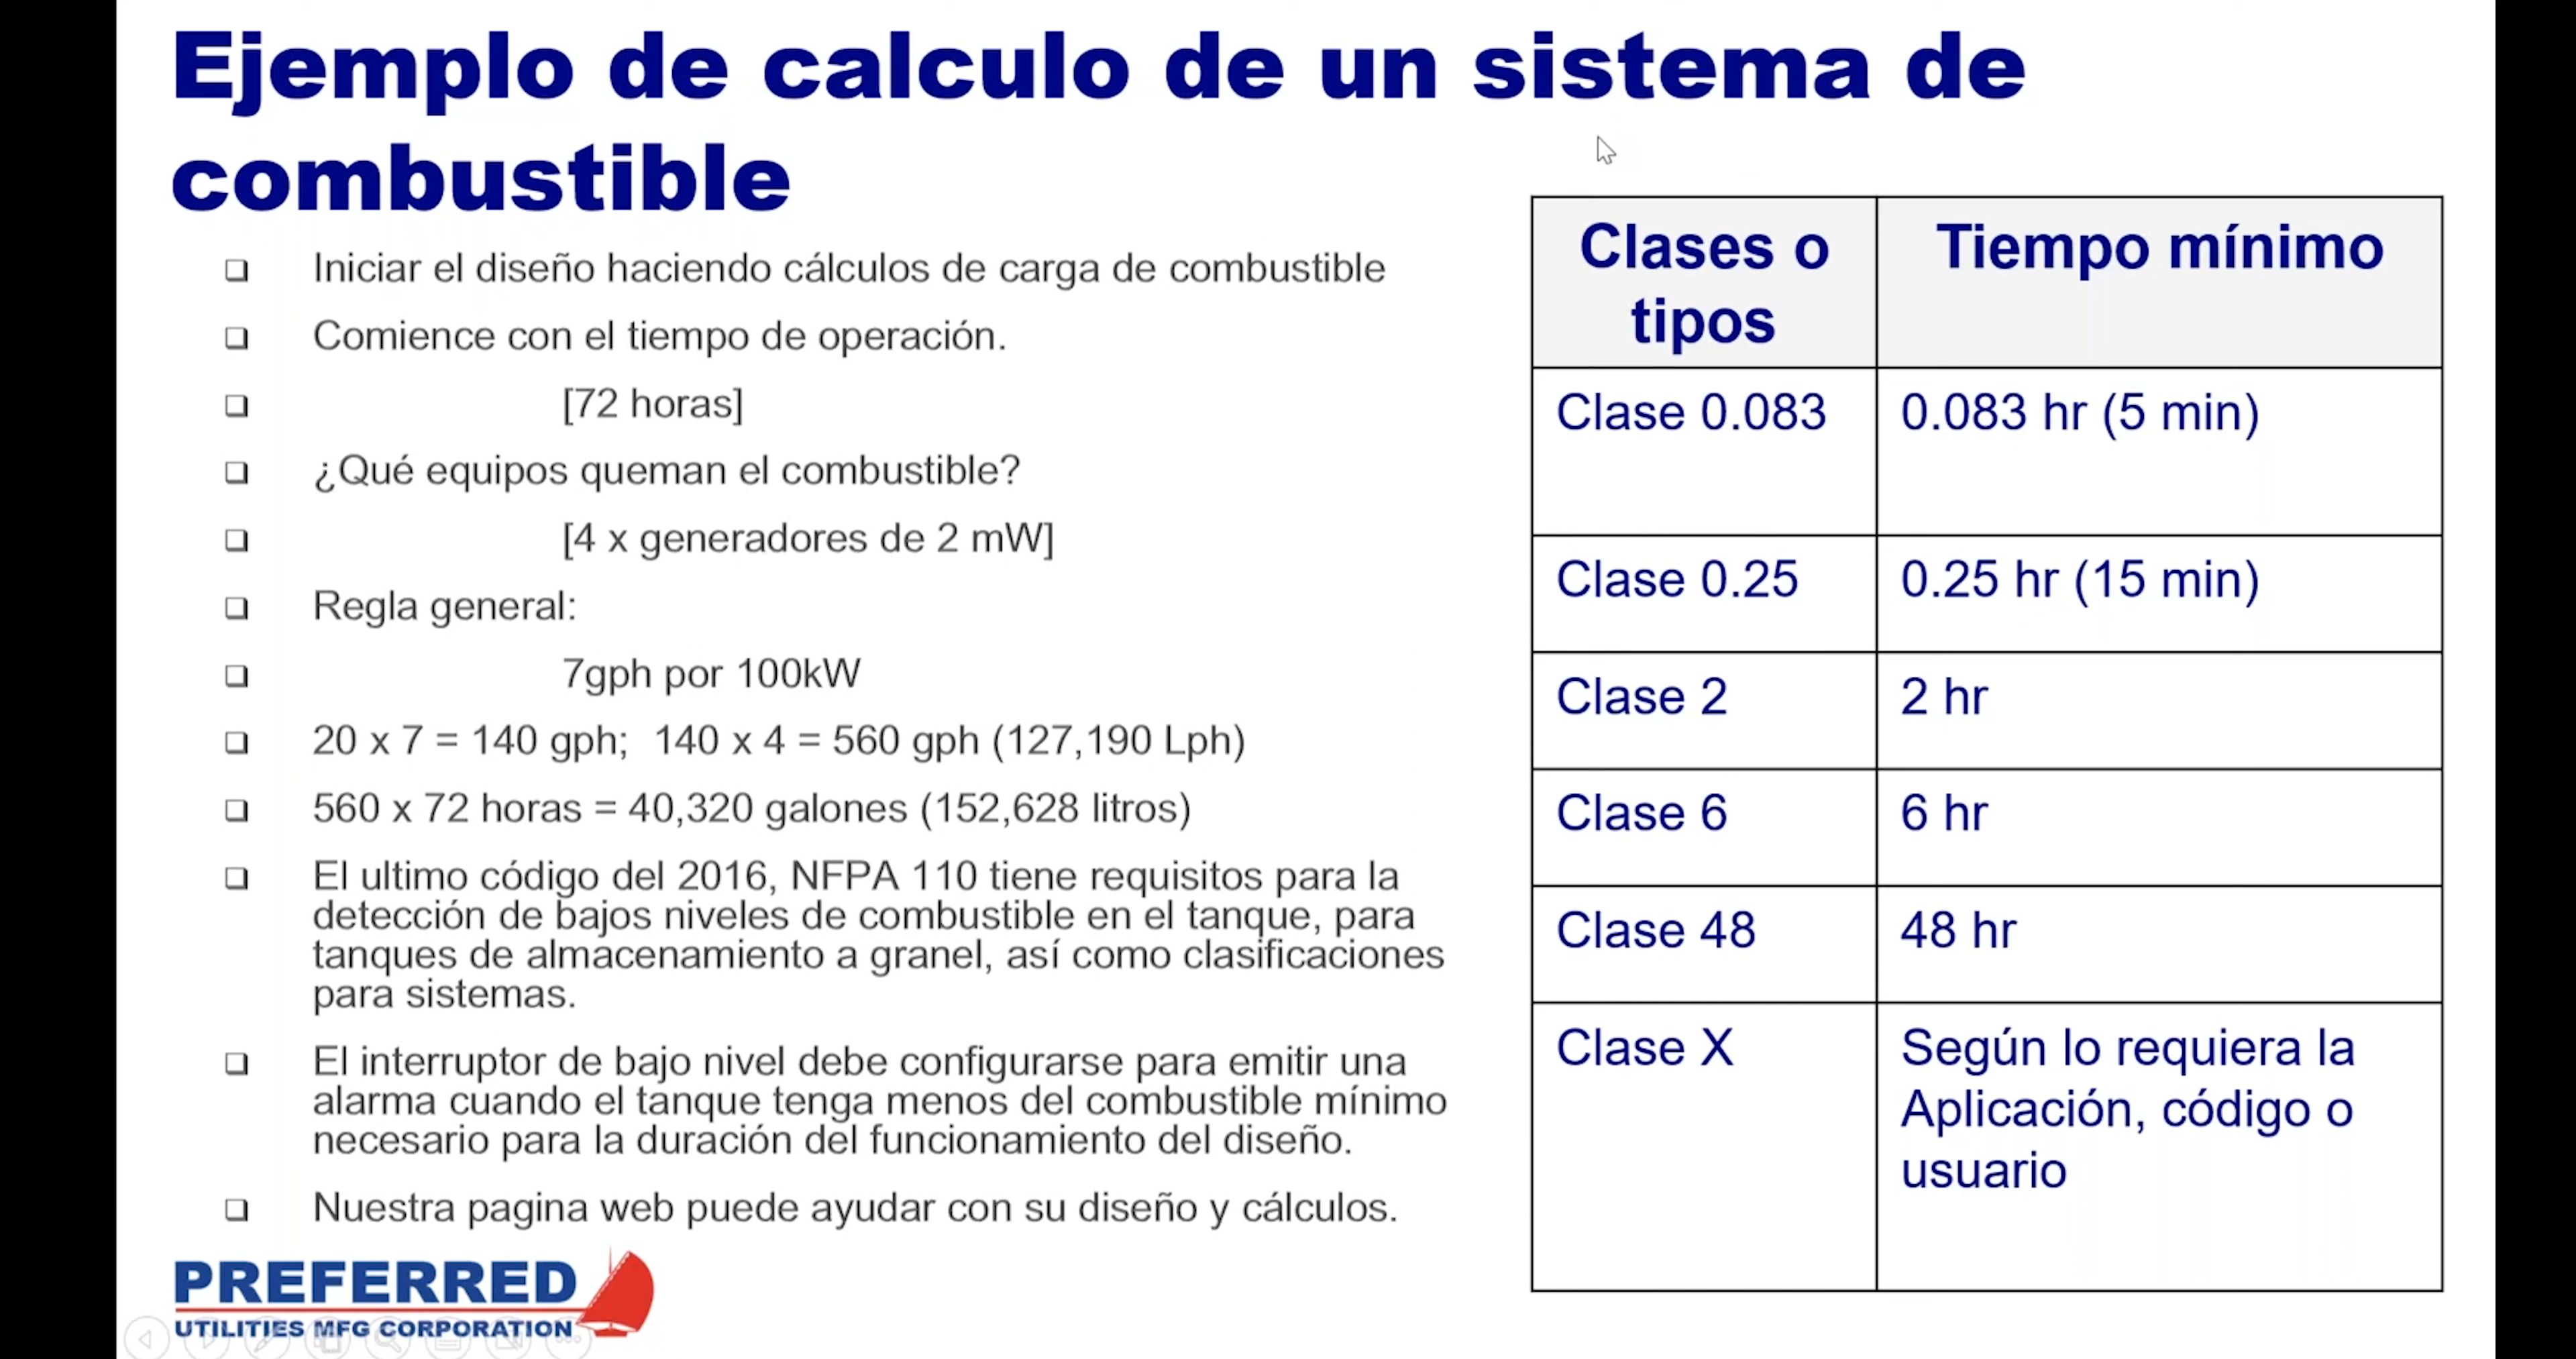 Ejemplo de calculo de un sistema de
combustible
Iniciar el diseño haciendo cálculos de carga de combustible
Comience con el tiempo de operación.
[72 horas]
¿Qué equipos queman el combustible?
[4 x generadores de 2 mW]
Regla general:
7gph por 100kW
20 x 7 = 140 gph; 140 x 4 = 560 gph (127,190 Lph)
560 x 72 horas = 40,320 galones (152,628 litros)
El ultimo código del 2016, NFPA 110 tiene requisitos para la
detección de bajos niveles de combustible en el tanque, para
tanques de almacenamiento a granel, así como clasificaciones
para sistemas.
El interruptor de bajo nivel debe configurarse para emitir una
alarma cuando el tanque tenga menos del combustible mínimo
necesario para la duración del funcionamiento del diseño.
Nuestra pagina web puede ayudar con su diseño y cálculos.
Clases o
tipos
Tiempo mínimo
Clase 0.083
0.083 hr (5 min)
Clase 0.25
0.25 hr (15 min)
Clase 2
2 hr
Clase 6
6 hr
Clase 48
48 hr
Clase X
Según lo requiera la
Aplicación, código o
usuario
PREFERRED
UTILITIES MFG CORPORATION